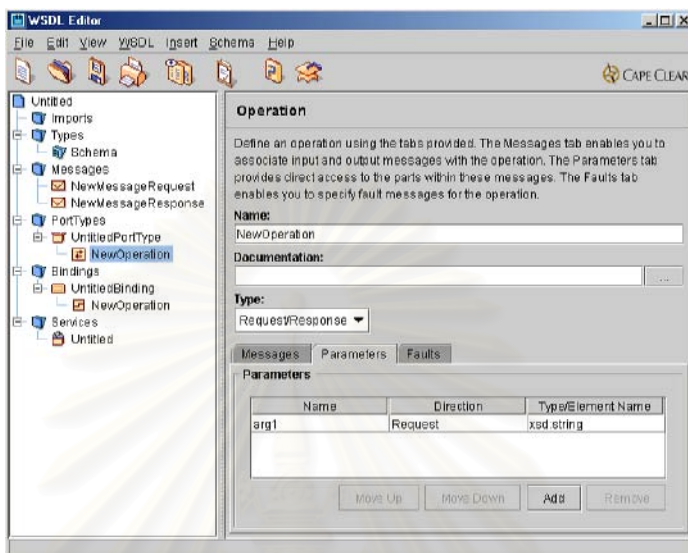 WSDL Editor
File Edit View WSDL Insert Schema Help
CAPE CLEAR
Untitled
Imports
Types
Schema
Messages
NewMessageRequest
NewMessageResponse
PortTypes
UntitledPortType
NewOperation
Bindings
UntitledBinding
NewOperation
Services
Untitled
Operation
Define an operation using the tabs provided. The Messages tab enables you to
associate input and output messages with the operation. The Parameters tab
provides direct access to the parts within these messages. The Faults tab
enables you to specify fault messages for the operation.
Name:
NewOperation
Documentation:
...
Type:
Request/Response
Messages Parameters Faults
Parameters
Name Direction Type/Element Name
arg1 Request xsd:string
Move Up Move Down Add Remove